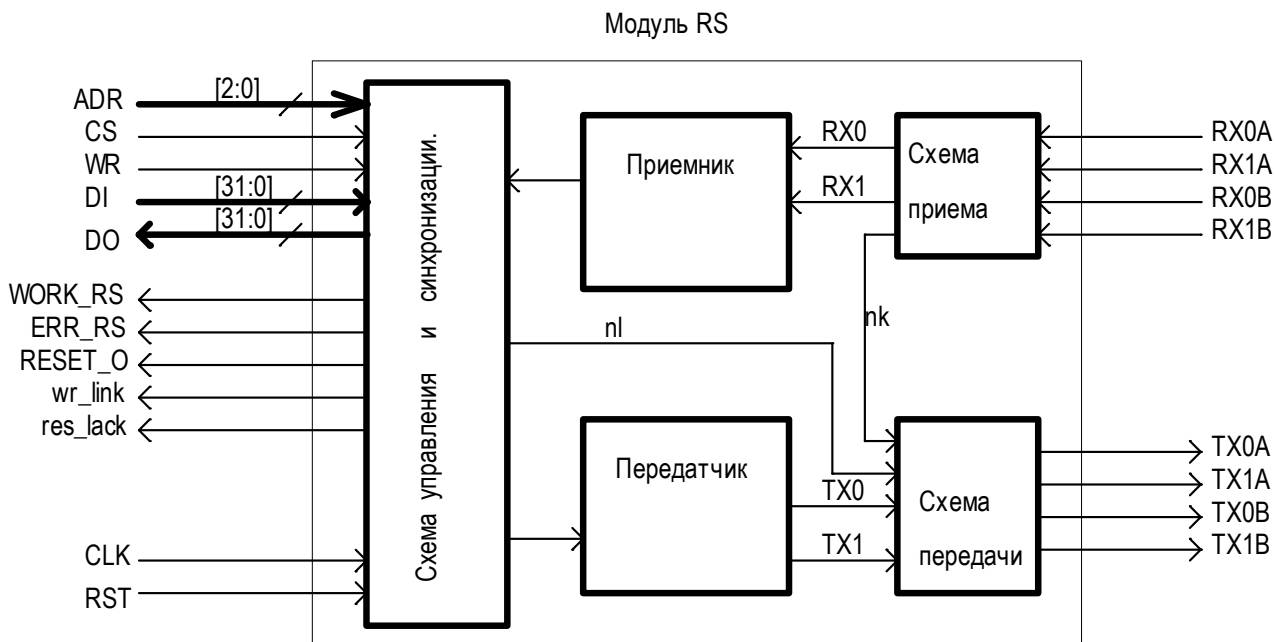 Модуль RS
ADR
[2:0]
CS
WR
DI
[31:0]
DO
[31:0]
WORK_RS
ERR_RS
RESET_O
wr_link
res_lack
CLK
RST
Схема управления и синхронизации.
Приемник
RX0
RX1
Схема
приема
RX0A
RX1A
RX0B
RX1B
nl
nk
Передатчик
TX0
TX1
Схема
передачи
TX0A
TX1A
TX0B
TX1B